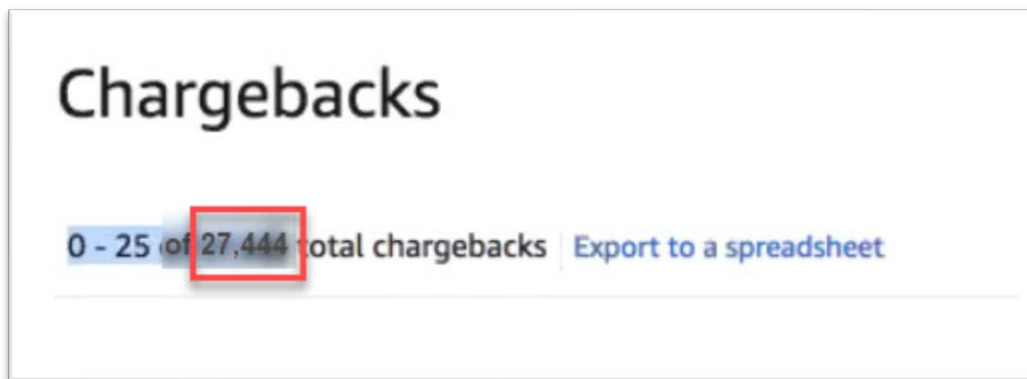 Chargebacks
0 - 25 of 27,444 total chargebacks Export to a spreadsheet